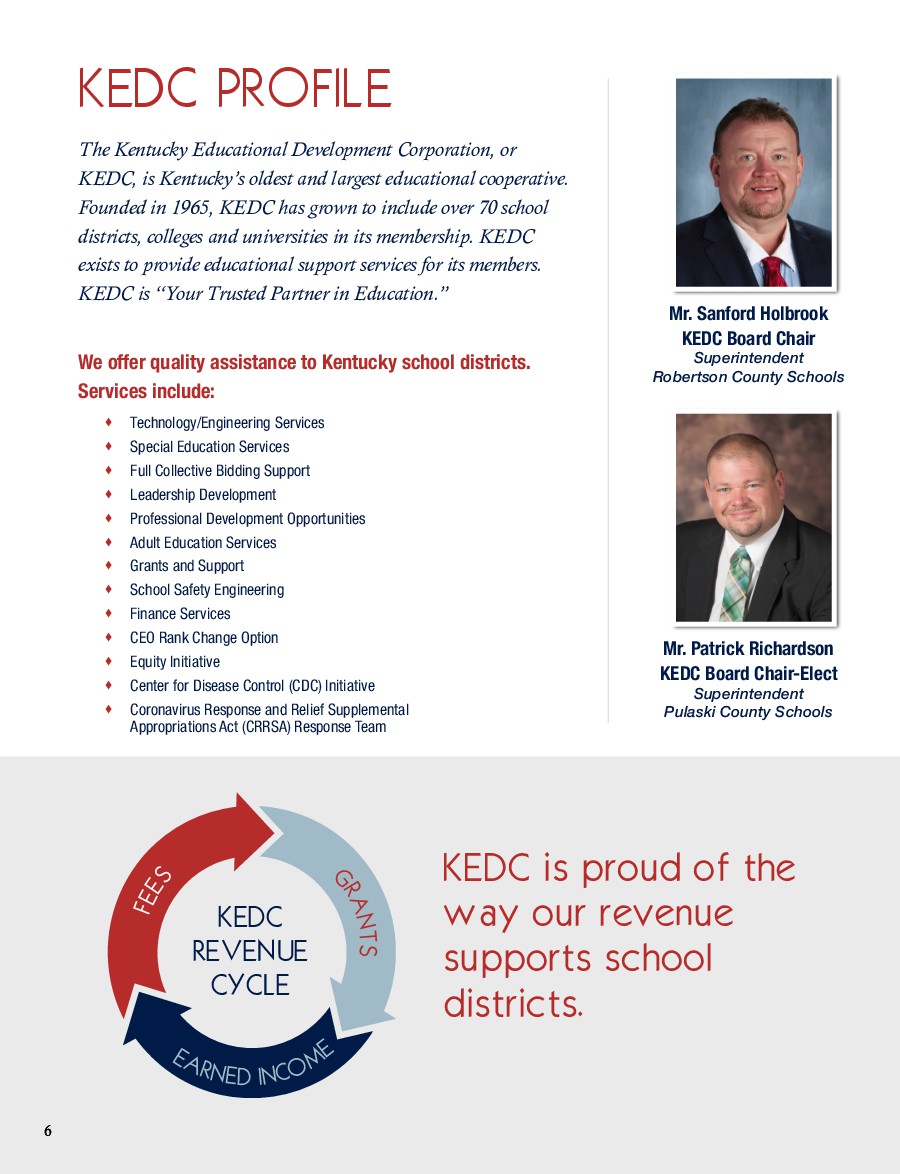 KEDC PROFILE
The Kentucky Educational Development Corporation, or
KEDC, is Kentucky’s oldest and largest educational cooperative.
Founded in 1965, KEDC has grown to include over 70 school
districts, colleges and universities in its membership. KEDC
exists to provide educational support services for its members.
KEDC is “Your Trusted Partner in Education.”
We offer quality assistance to Kentucky school districts.
Services include:
♦ Technology/Engineering Services
♦ Special Education Services
♦ Full Collective Bidding Support
♦ Leadership Development
♦ Professional Development Opportunities
♦ Adult Education Services
♦ Grants and Support
♦ School Safety Engineering
♦ Finance Services
♦ CEO Rank Change Option
♦ Equity Initiative
♦ Center for Disease Control (CDC) Initiative
♦ Coronavirus Response and Relief Supplemental
Appropriations Act (CRRSA) Response Team
Mr. Sanford Holbrook
KEDC Board Chair
Superintendent
Robertson County Schools
Mr. Patrick Richardson
KEDC Board Chair-Elect
Superintendent
Pulaski County Schools
FEES
GRANTS
EARNED INCOME
KEDC
REVENUE
CYCLE
KEDC is proud of the
way our revenue
supports school
districts.
6